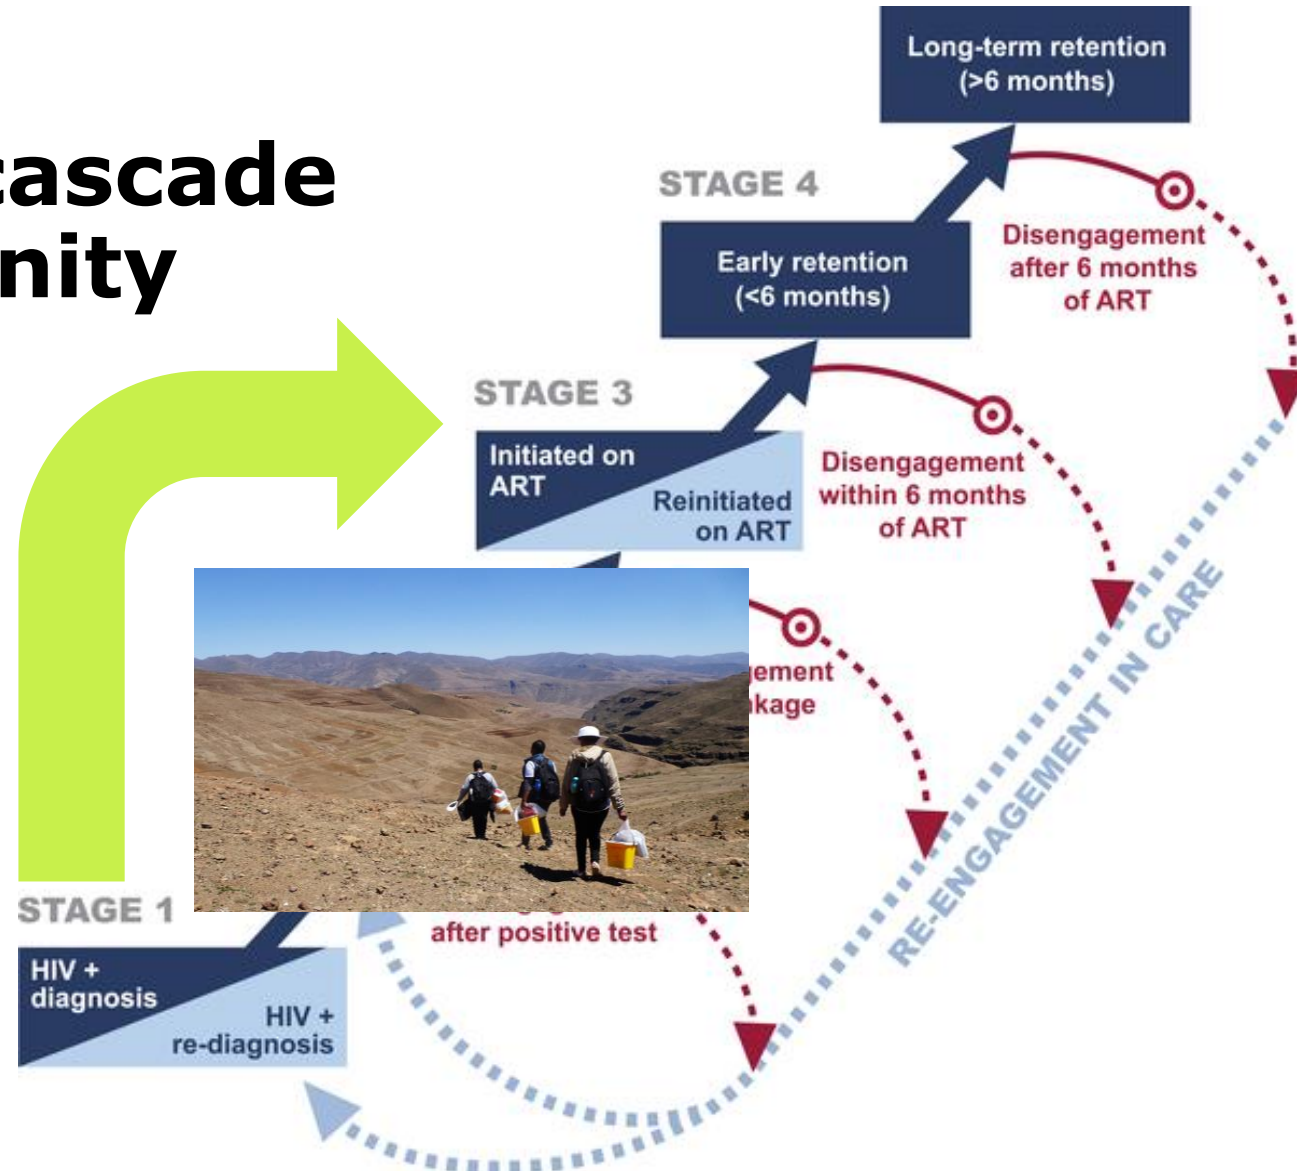 cascade
nity
Long-term retention
(>6 months)
STAGE 4
Early retention
(<6 months)
Disengagement
after 6 months
of ART
STAGE 3
Initiated on
ART
Reinitiated
on ART
Disengagement
within 6 months
of ART
gement
nkage
RE-ENGAGEMENT IN CARE
STAGE 1
after positive test
HIV +
diagnosis
HIV +
re-diagnosis